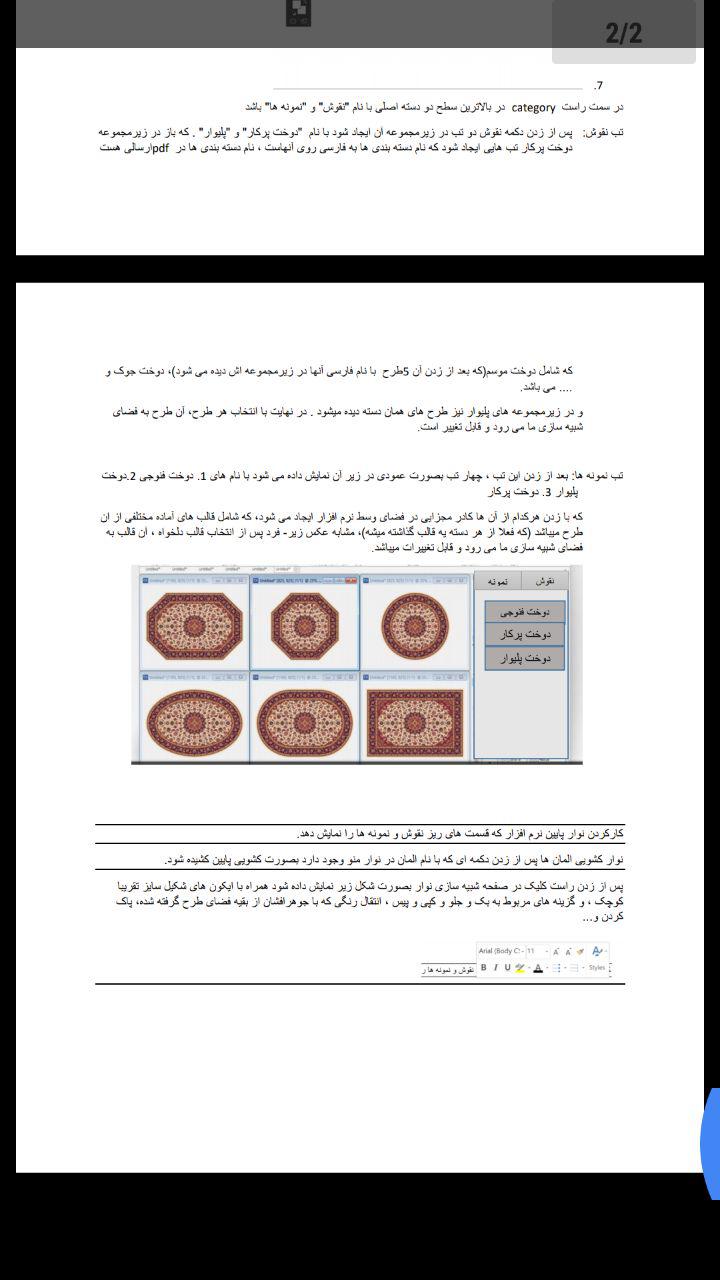 2/2
7. ___________
در سمت راست category در بالاترین سطح دو دسته اصلی با نام "نقوش" و "نمونه ها" باشد
تب نقوش: پس از زدن دکمه نقوش دو تب در زیرمجموعه آن ایجاد شود با نام "دوخت پرکار" و "پلیوار" . که باز در زیرمجموعه
دوخت پرکار تب هایی ایجاد شود که نام دسته بندی ها به فارسی روی آنهاست ، نام دسته بندی ها در pdfارسالی هست
که شامل دوخت موسم(که بعد از زدن آن 5طرح با نام فارسی آنها در زیرمجموعه اش دیده می شود)، دوخت جوک و
.... می باشد.
و در زیرمجموعه های پلیوار نیز طرح های همان دسته دیده میشود . در نهایت با انتخاب هر طرح، آن طرح به فضای
شبیه سازی ما می رود و قابل تغییر است.
تب نمونه ها: بعد از زدن این تب ، چهار تب بصورت عمودی در زیر آن نمایش داده می شود با نام های 1. دوخت فنوجی 2.دوخت
پلیوار 3. دوخت پرکار
که با زدن هرکدام از آن ها کادر مجزایی در فضای وسط نرم افزار ایجاد می شود، که شامل قالب های آماده مختلفی از ان
طرح میباشد (که فعلا از هر دسته یه قالب گذاشته میشه)، مشابه عکس زیر- فرد پس از انتخاب قالب دلخواه ، آن قالب به
فضای شبیه سازی ما می رود و قابل تغییرات میباشد.
نقوش
نمونه
دوخت فنوجی
دوخت پرکار
دوخت پلیوار
کارکردن نوار پایین نرم افزار که قسمت های ریز نقوش و نمونه ها را نمایش دهد.
نوار کشویی المان ها پس از زدن دکمه ای که با نام المان در نوار منو وجود دارد بصورت کشویی پایین کشیده شود.
پس از زدن راست کلیک در صفحه شبیه سازی نوار بصورت شکل زیر نمایش داده شود همراه با ایکون های شکیل سایز تقریبا
کوچک ، و گزینه های مربوط به بک و جلو و کپی و پیس ، انتقال رنگی که با جوهرافشان از بقیه فضای طرح گرفته شده، پاک
کردن و...
Arial (Body C: 11 A A A
B I U A Styles
نقوش و نمونه ها ر